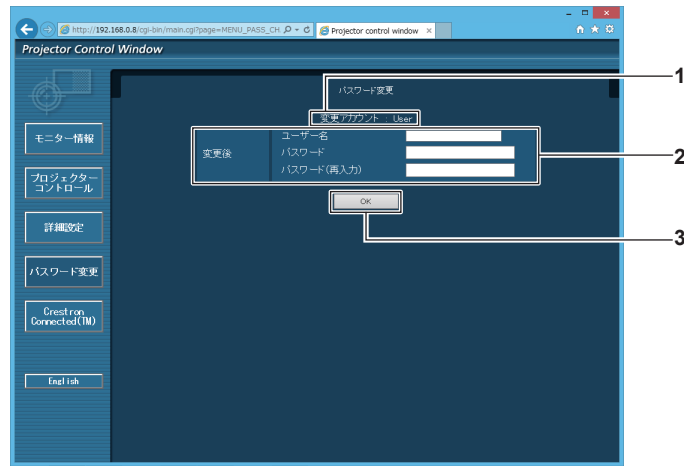 http://192.168.0.8/cgi-bin/main.cgi?page=MENU_PASS_CH
Projector control window
Projector Control Window
1
パスワード変更
変更アカウント : User
モニター情報
変更後
ユーザー名
パスワード
パスワード(再入力)
2
プロジェクター
コントロール
OK
詳細設定
3
パスワード変更
Crestron
Connected(TM)
English